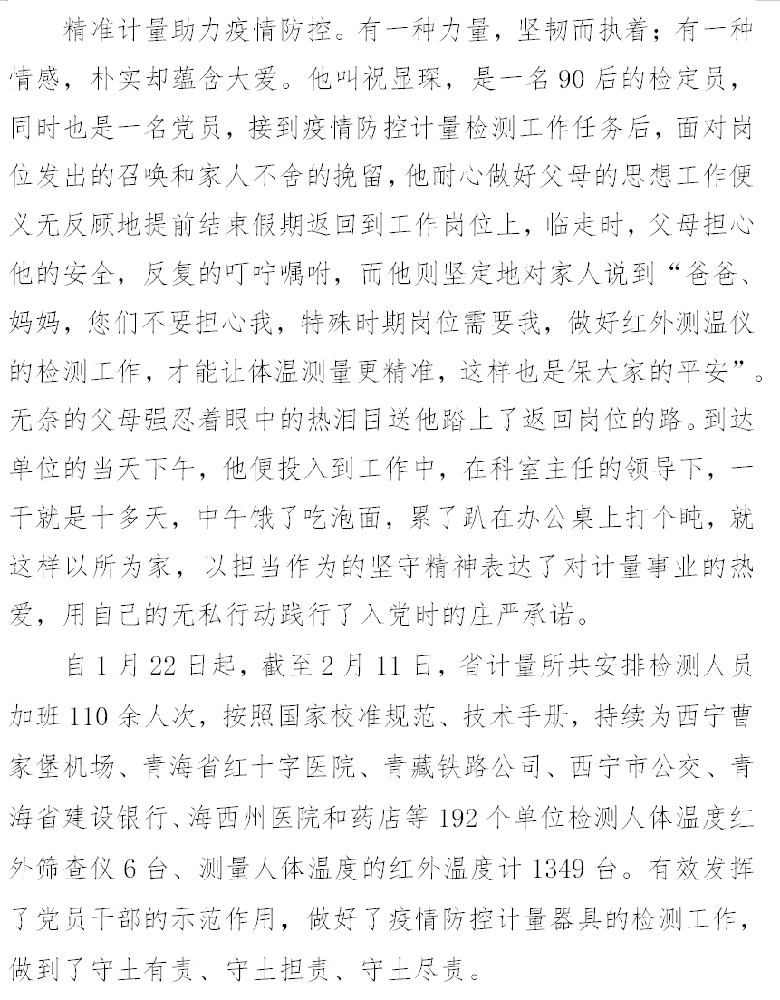 精准计量助力疫情防控。有一种力量，坚韧而执着；有一种
情感，朴实却蕴含大爱。他叫祝显琛，是一名 90 后的检定员，
同时也是一名党员，接到疫情防控计量检测工作任务后，面对岗
位发出的召唤和家人不舍的挽留，他耐心做好父母的思想工作便
义无反顾地提前结束假期返回到工作岗位上，临走时，父母担心
他的安全，反复的叮咛嘱咐，而他则坚定地对家人说到“爸爸、
妈妈，您们不要担心我，特殊时期岗位需要我，做好红外测温仪
的检测工作，才能让体温测量更精准，这样也是保大家的平安”。
无奈的父母强忍着眼中的热泪目送他踏上了返回岗位的路。到达
单位的当天下午，他便投入到工作中，在科室主任的领导下，一
干就是十多天，中午饿了吃泡面，累了趴在办公桌上打个盹，就
这样以所为家，以担当作为的坚守精神表达了对计量事业的热
爱，用自己的无私行动践行了入党时的庄严承诺。
自 1 月 22 日起，截至 2 月 11 日，省计量所共安排检测人员
加班 110 余人次，按照国家校准规范、技术手册，持续为西宁曹
家堡机场、青海省红十字医院、青藏铁路公司、西宁市公交、青
海省建设银行、海西州医院和药店等 192 个单位检测人体温度红
外筛查仪 6 台、测量人体温度的红外温度计 1349 台。有效发挥
了党员干部的示范作用，做好了疫情防控计量器具的检测工作，
做到了守土有责、守土担责、守土尽责。